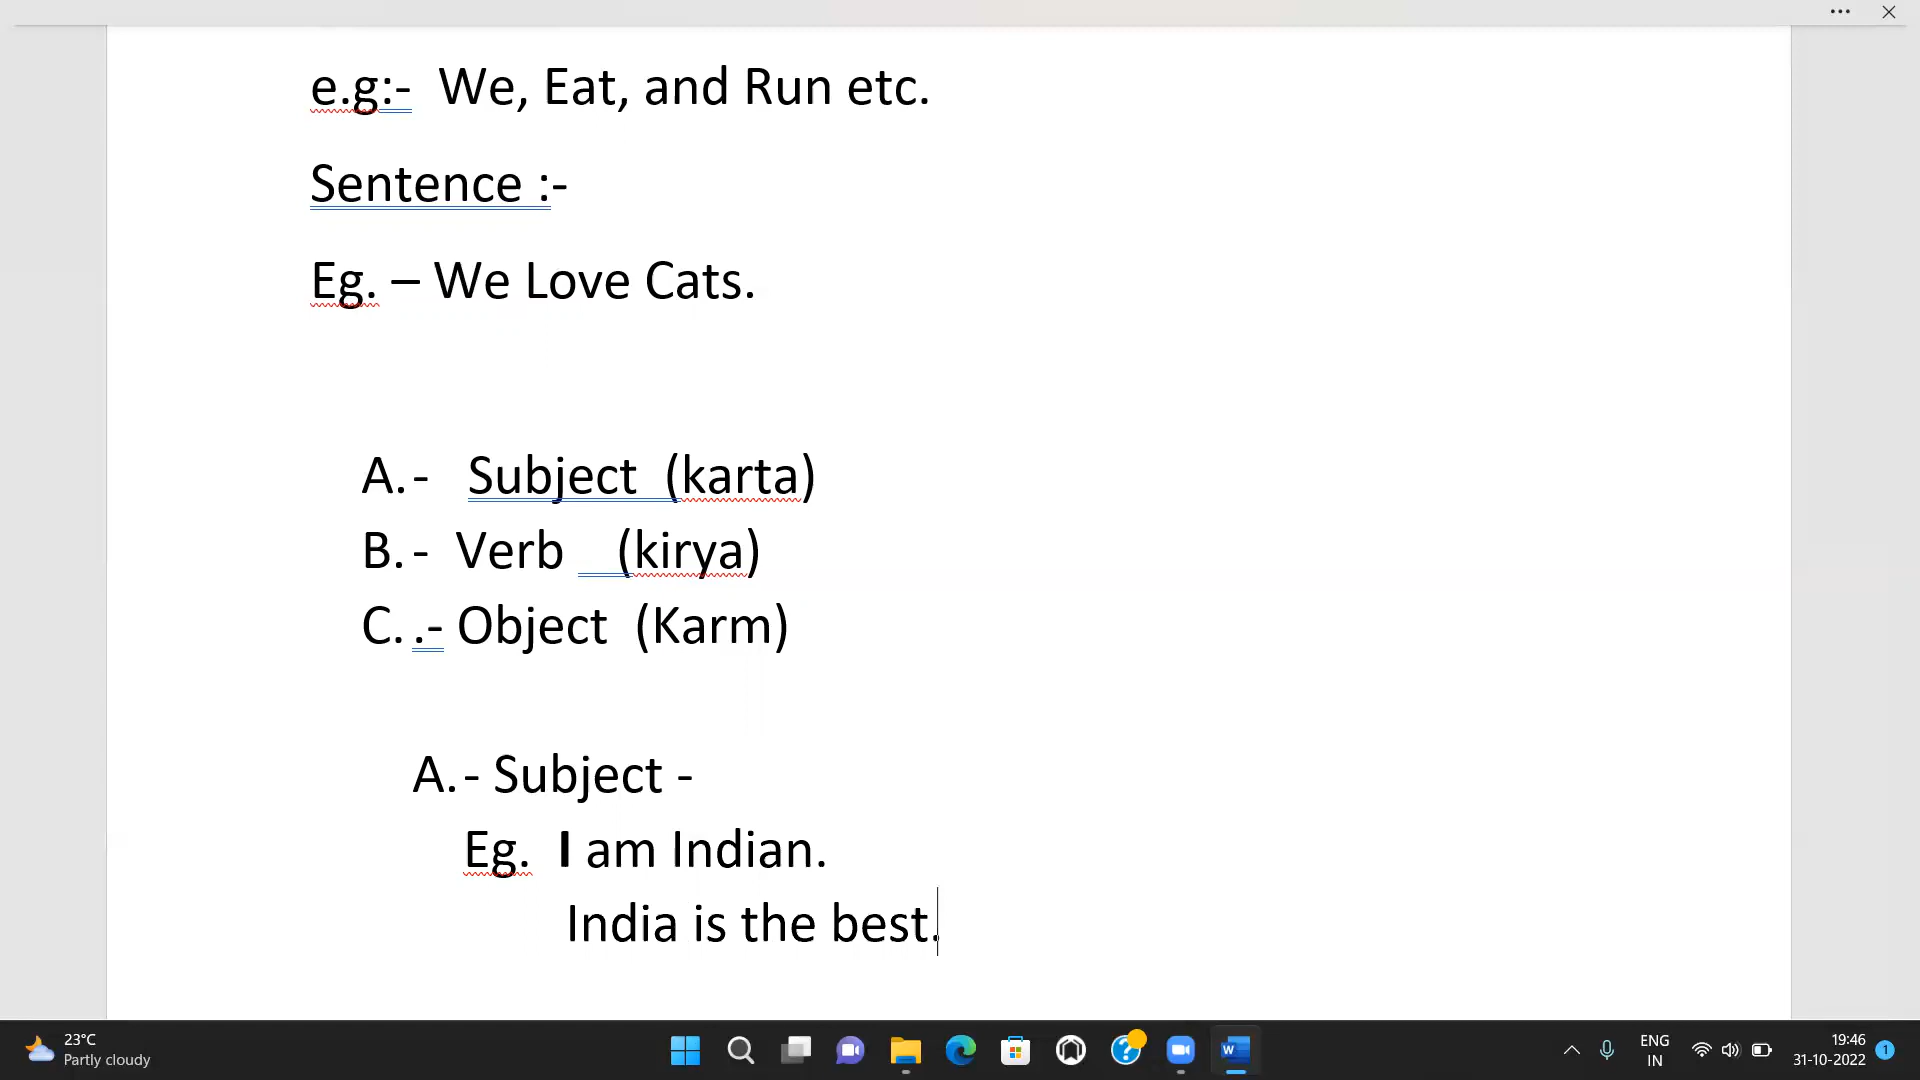 e.g:-  We, Eat, and Run etc.
Sentence :-
Eg. – We Love Cats.
A. -   Subject  (karta)
B. -  Verb    (kirya)
C. .- Object  (Karm)
A. - Subject -
Eg.  I am Indian.
India is the best.
23°C
Partly cloudy
ENG
IN
19:46
31-10-2022
1